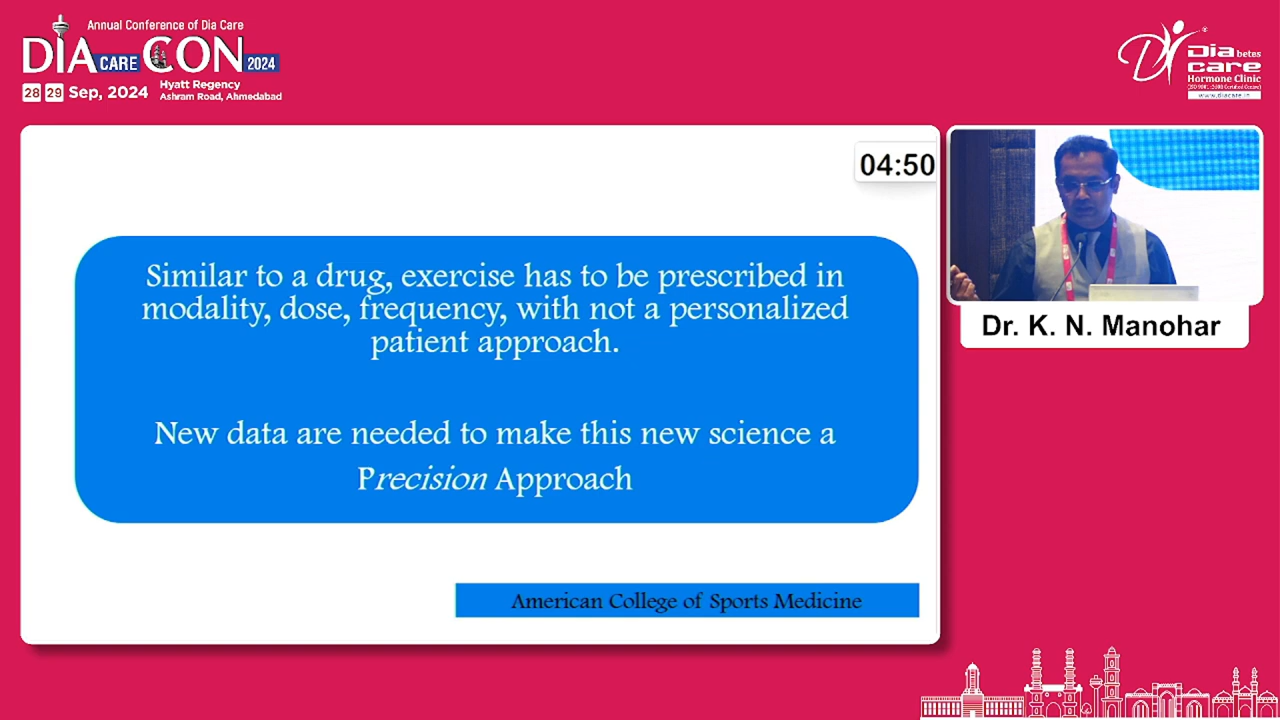 Annual Conference of Dia Care
DIA CARE CON 2024
28 29 Sep, 2024
Hyatt Regency
Ashram Road, Ahmedabad
Dia betes
care
Hormone Clinic
www.diacare.in
04:50
Similar to a drug, exercise has to be prescribed in
modality, dose, frequency, with not a personalized
patient approach.
New data are needed to make this new science a
Precision Approach
American College of Sports Medicine
Dr. K. N. Manohar